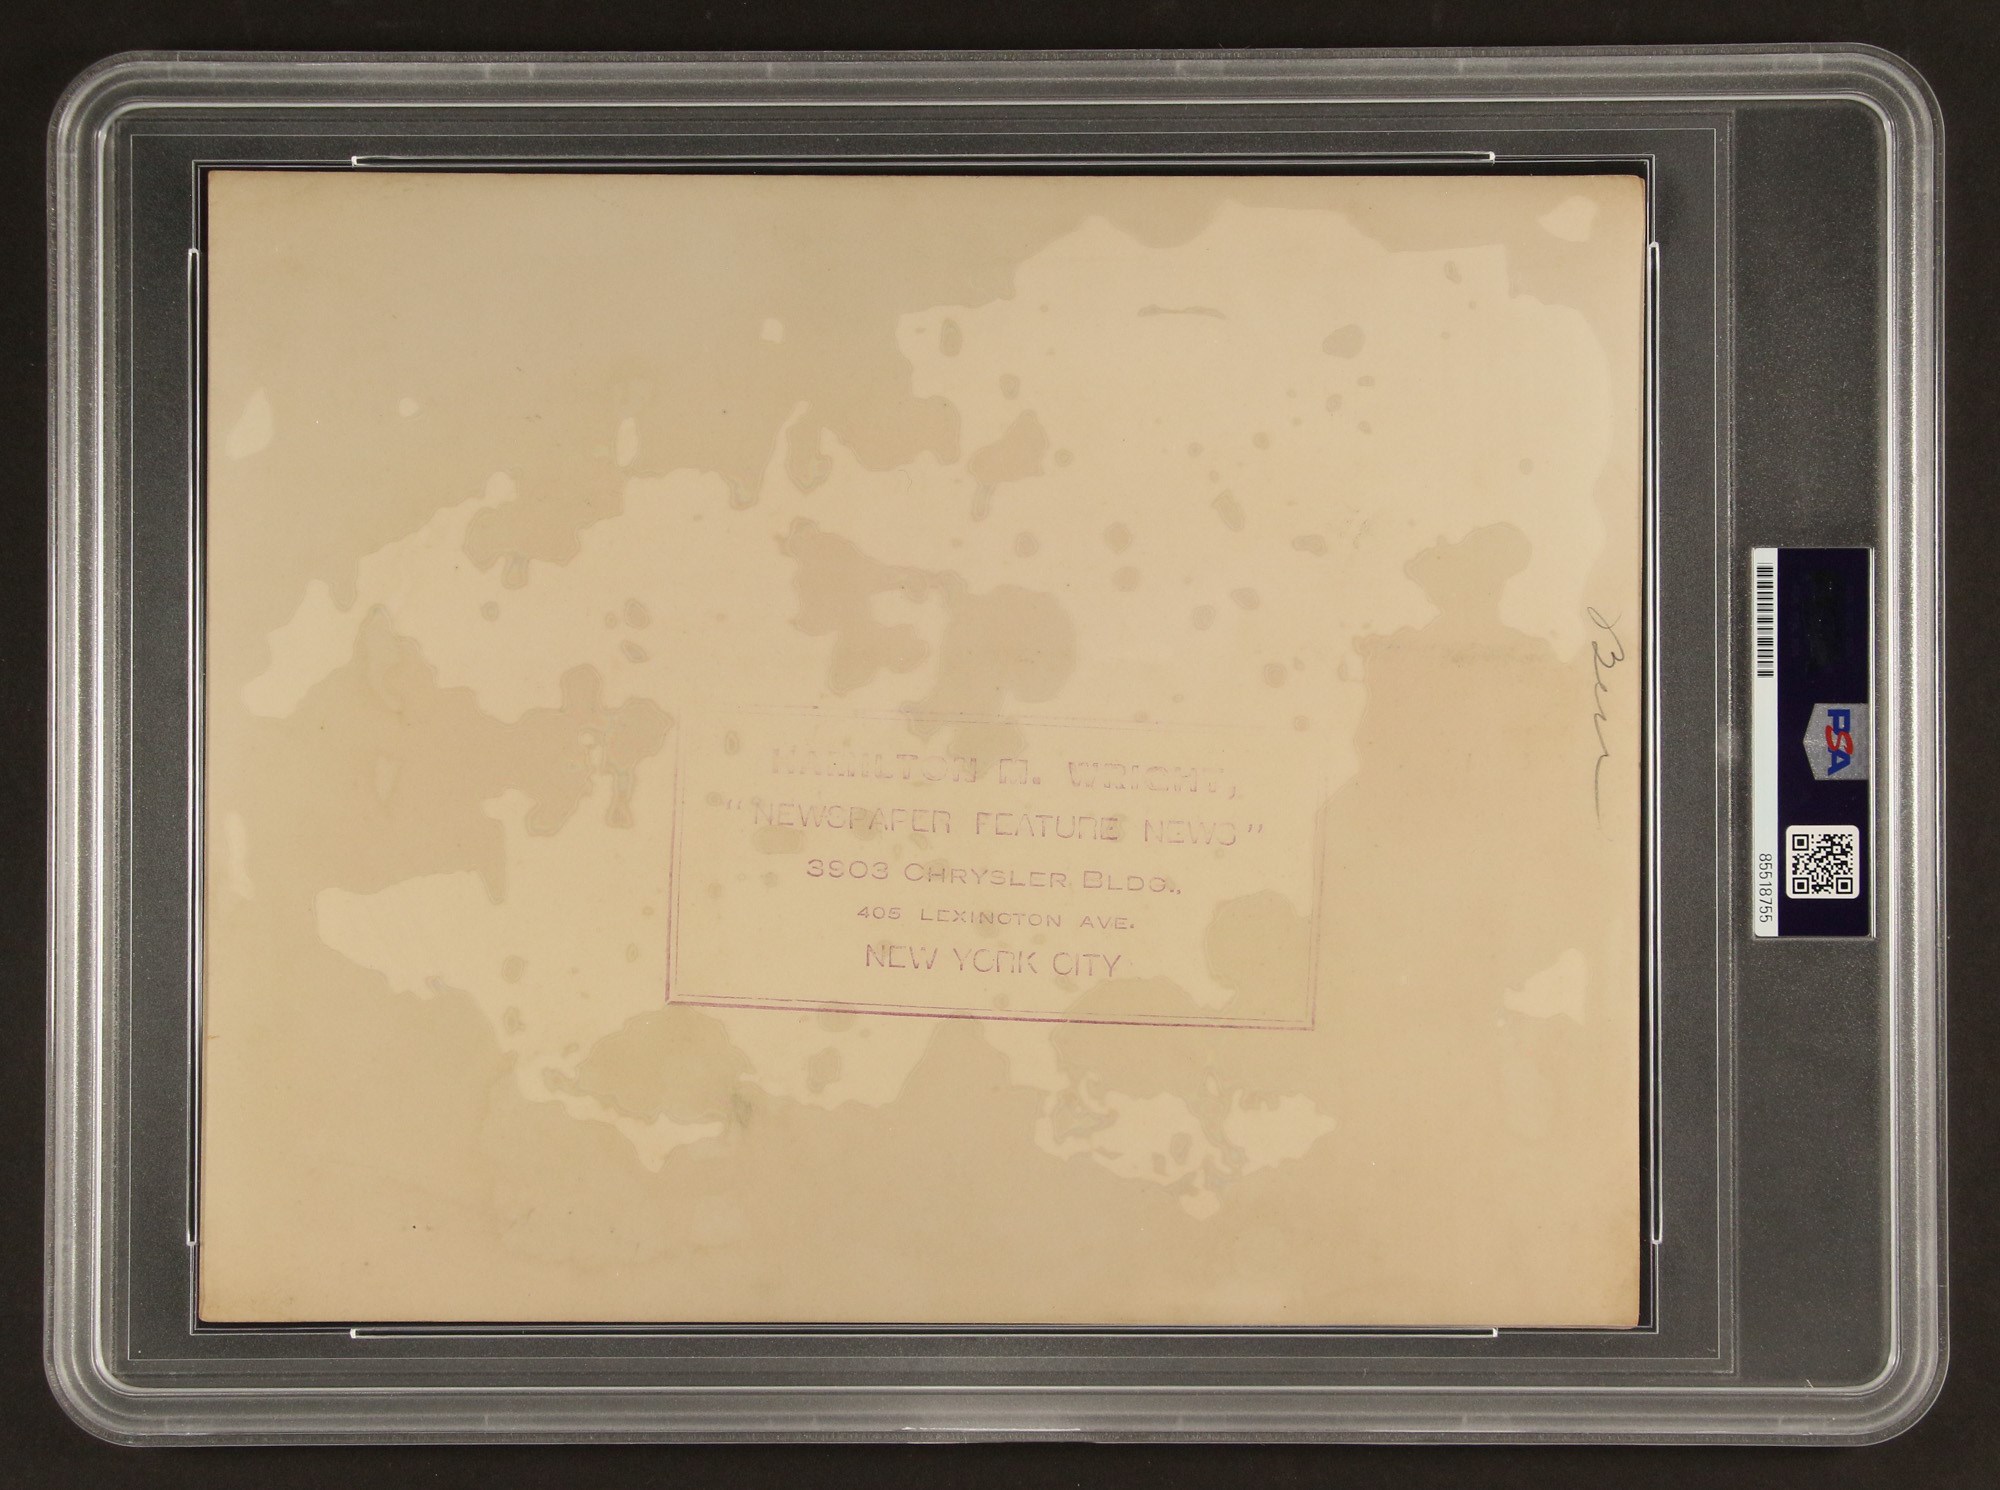 HAMILTON M. WRIGHT,
"NEWSPAPER FEATURE NEWS"
3903 CHRYSLER BLDG.,
405 LEXINGTON AVE.
NEW YORK CITY
PSA
85518755